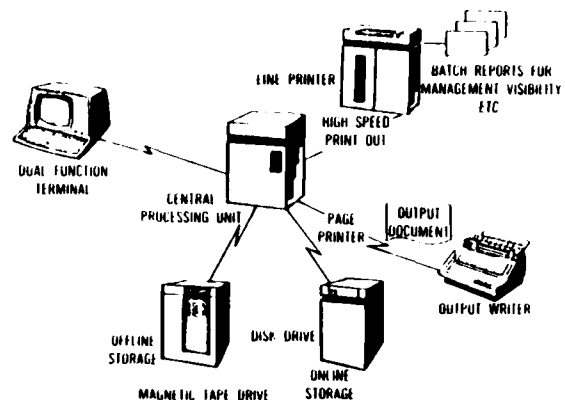 LINE PRINTER
BATCH REPORTS FOR
MANAGEMENT VISIBILITY
ETC
HIGH SPEED
PRINT OUT
DUAL FUNCTION
TERMINAL
CENTRAL
PROCESSING UNIT
PAGE
PRINTER
OUTPUT
DOCUMENT
OUTPUT WRITER
OFFLINE
STORAGE
DISK DRIVE
MAGNETIC TAPE DRIVE
ONLINE
STORAGE